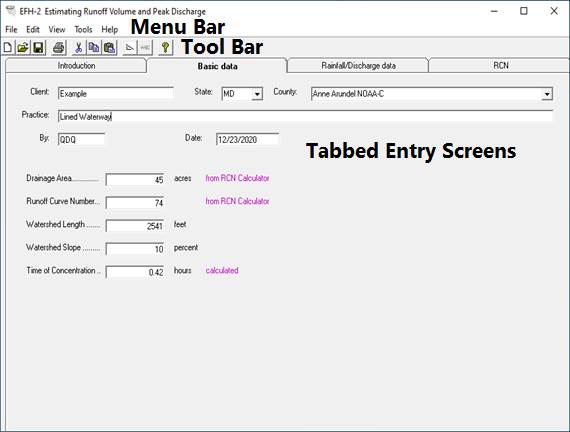 EFH-2 Estimating Runoff Volume and Peak Discharge
Menu Bar
File Edit View Tools Help
Tool Bar
Introduction Basic data Rainfall/Discharge data RCN
Client: Example State: MD County: Anne Arundel NOAA-C
Practice: Lined Waterway
By: QDQ Date: 12/23/2020
Tabbed Entry Screens
Drainage Area.............. 45 acres from RCN Calculator
Runoff Curve Number... 74 from RCN Calculator
Watershed Length ....... 2541 feet
Watershed Slope ......... 10 percent
Time of Concentration .. 0.42 hours calculated